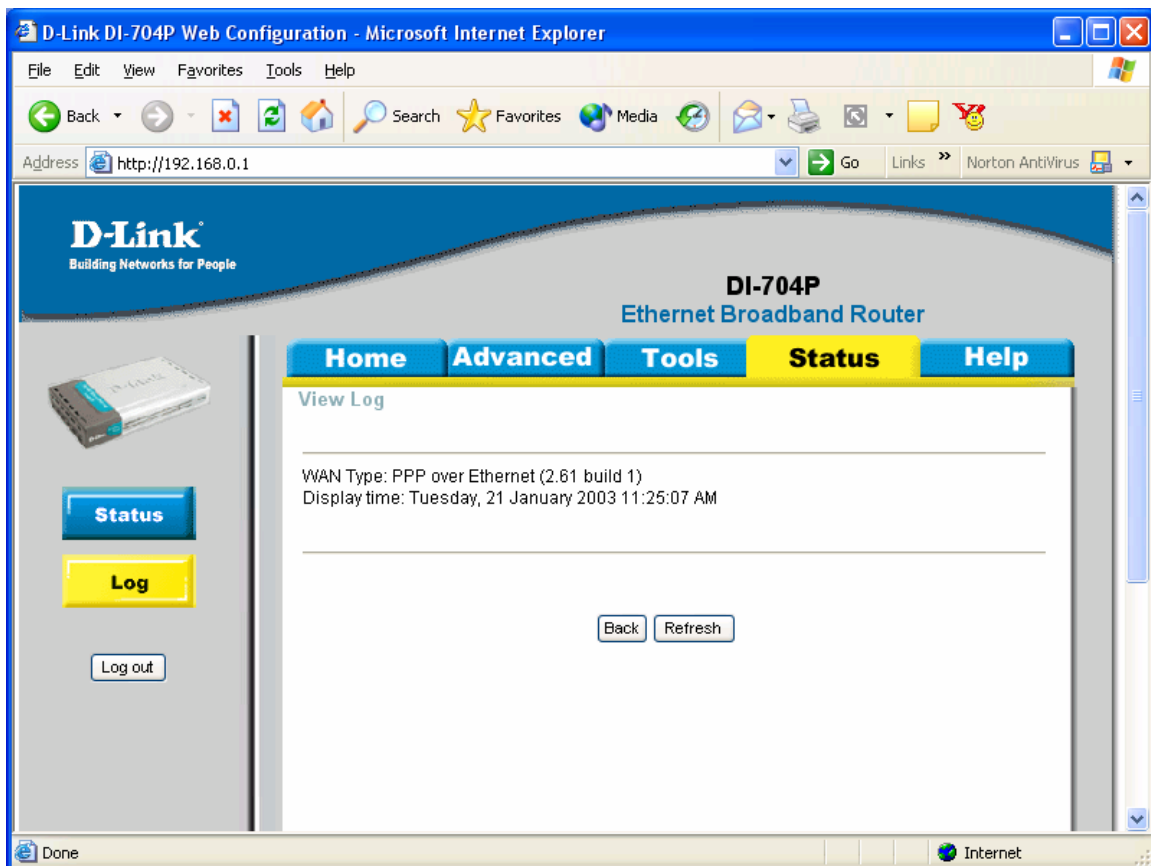 D-Link DI-704P Web Configuration - Microsoft Internet Explorer
File Edit View Favorites Tools Help
Back Search Favorites Media
Address http://192.168.0.1 Go Links » Norton AntiVirus
D-Link
Building Networks for People
DI-704P
Ethernet Broadband Router
Home Advanced Tools Status Help
View Log
WAN Type: PPP over Ethernet (2.61 build 1)
Display time: Tuesday, 21 January 2003 11:25:07 AM
Status
Log
Back Refresh
Log out
Done Internet